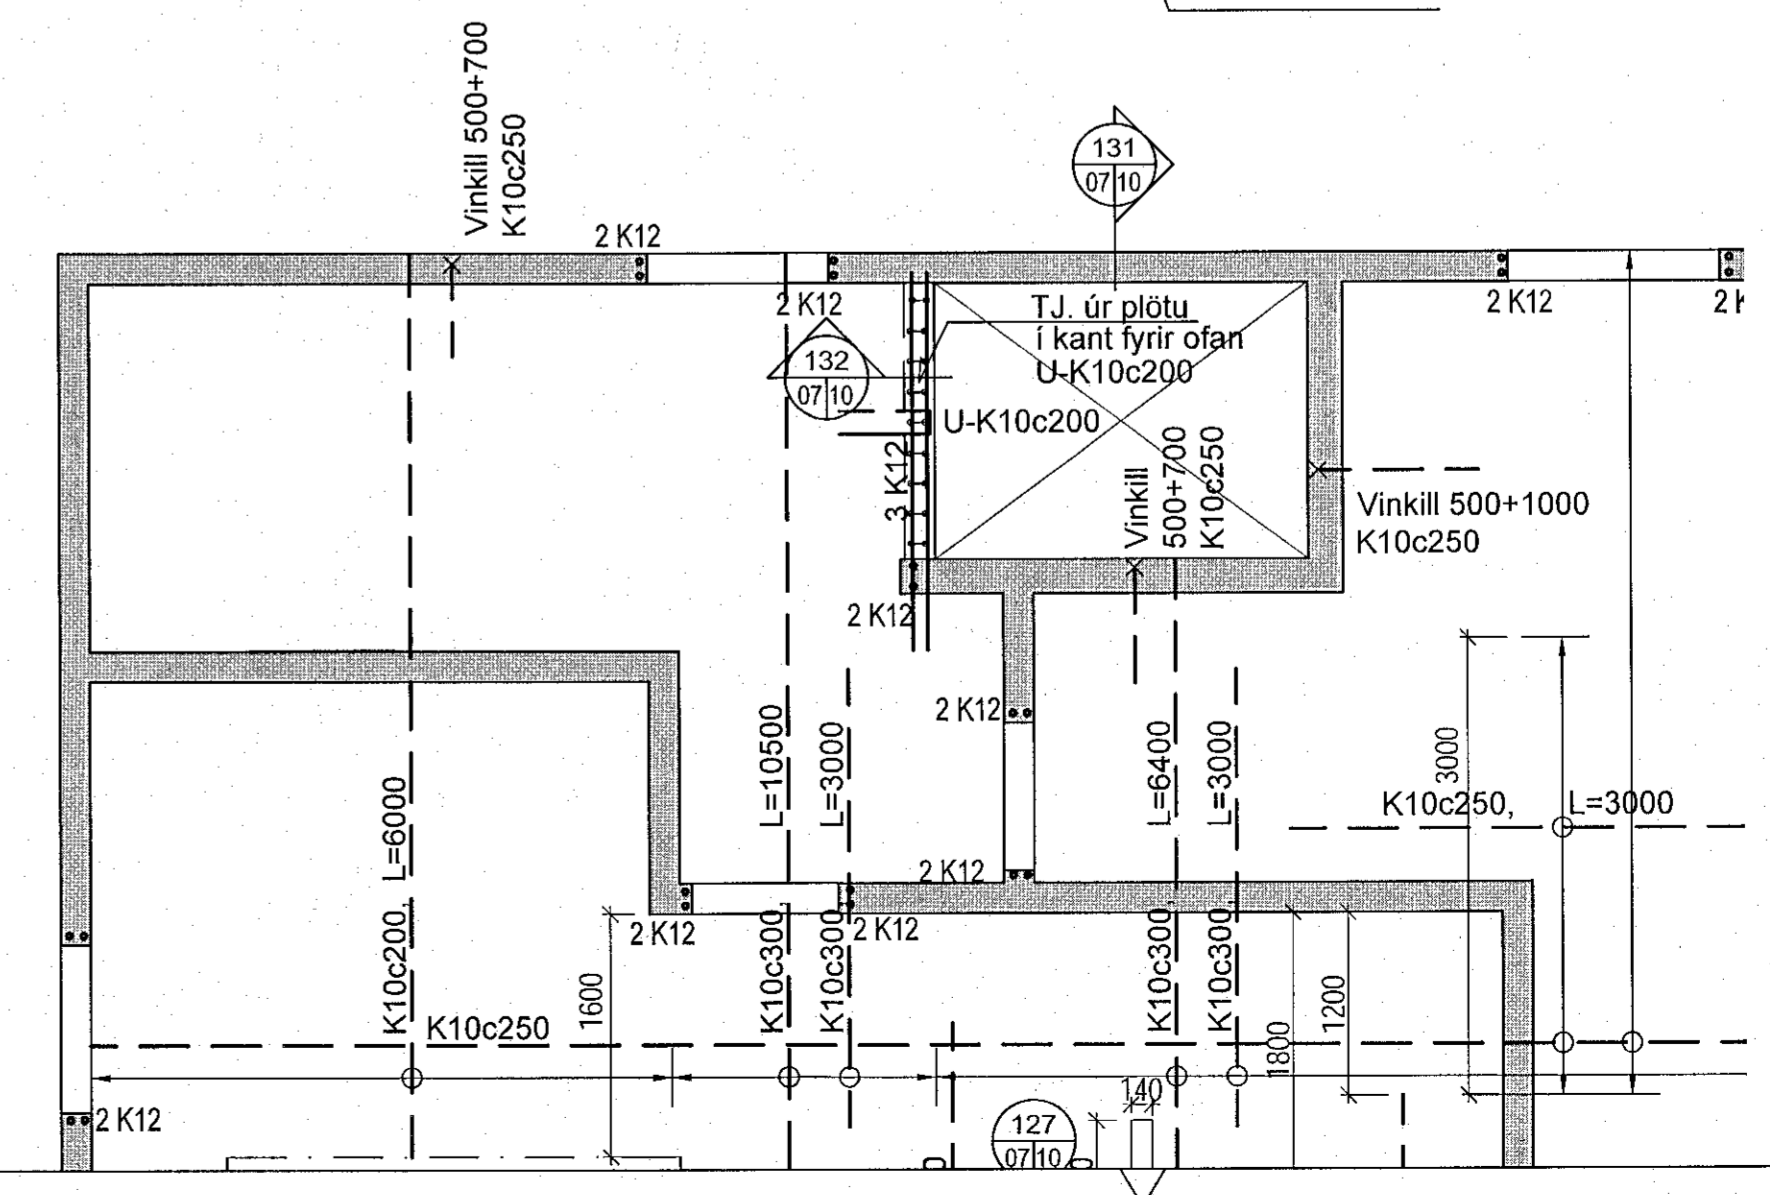 Vinkill 500+700
K10c250
131
07 10
2 K12
2 K12
2 K12
TJ. úr plötu
í kant fyrir ofan
U-K10c200
132
07 10
U-K10c200
3 K12
Vinkill
500+700
K10c250
Vinkill 500+1000
K10c250
2 K12
2 K12
3000
K10c250, L=3000
K10c200, L=6000
K10c300, L=10500
K10c300, L=3000
K10c300, L=6400
K10c300, L=3000
2 K12
2 K12
2 K12
1600
K10c250
1800
1200
140
2 K12
127
07 10